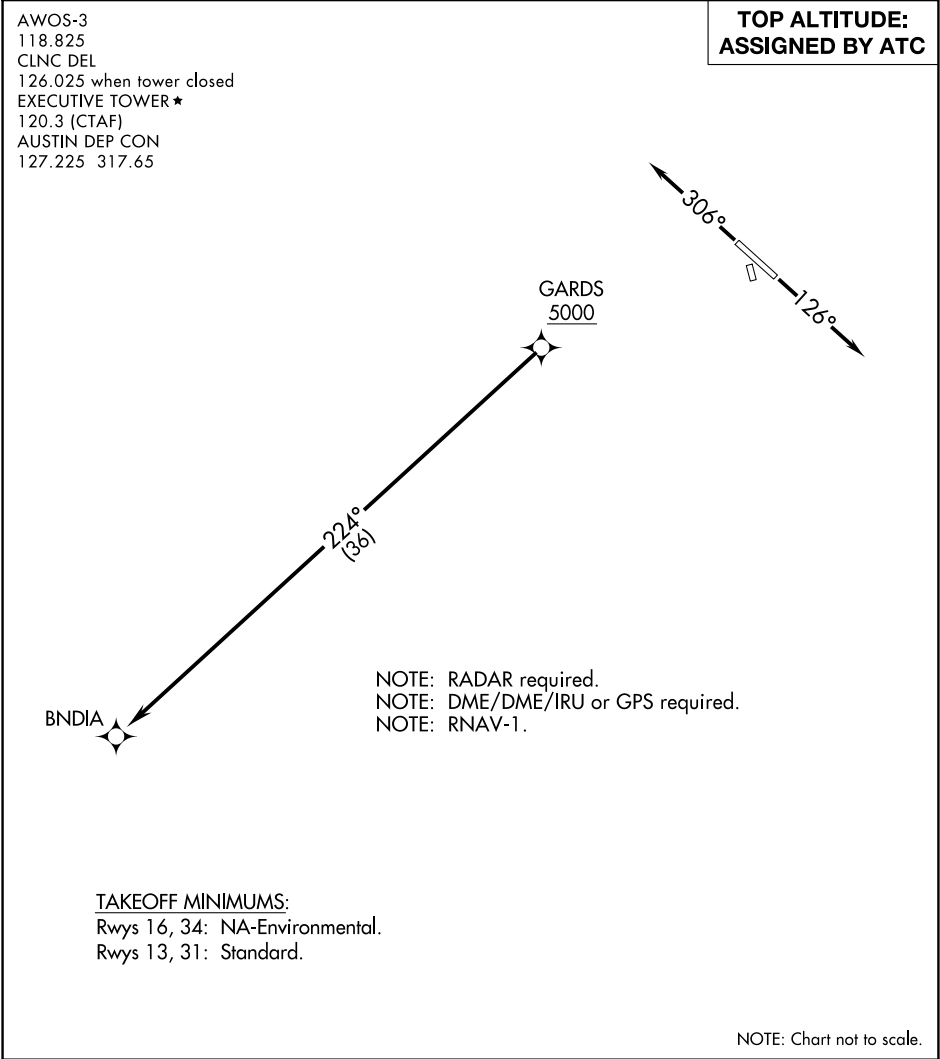 AWOS-3
118.825
CLNC DEL
126.025 when tower closed
EXECUTIVE TOWER ★
120.3 (CTAF)
AUSTIN DEP CON
127.225 317.65
TOP ALTITUDE:
ASSIGNED BY ATC
306°
126°
GARDS
5000
224°
(36)
BNDIA
NOTE: RADAR required.
NOTE: DME/DME/IRU or GPS required.
NOTE: RNAV-1.
TAKEOFF MINIMUMS:
Rwys 16, 34: NA-Environmental.
Rwys 13, 31: Standard.
NOTE: Chart not to scale.